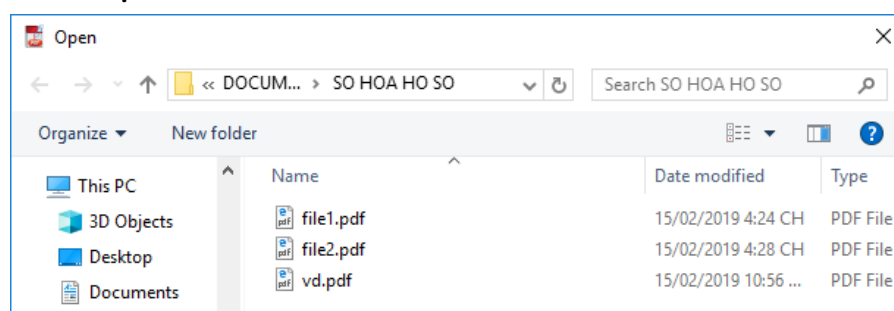 Open
« DOCUM... > SO HOA HO SO Search SO HOA HO SO
Organize New folder
This PC Name Date modified Type
3D Objects file1.pdf 15/02/2019 4:24 CH PDF File
Desktop file2.pdf 15/02/2019 4:28 CH PDF File
Documents vd.pdf 15/02/2019 10:56 ... PDF File